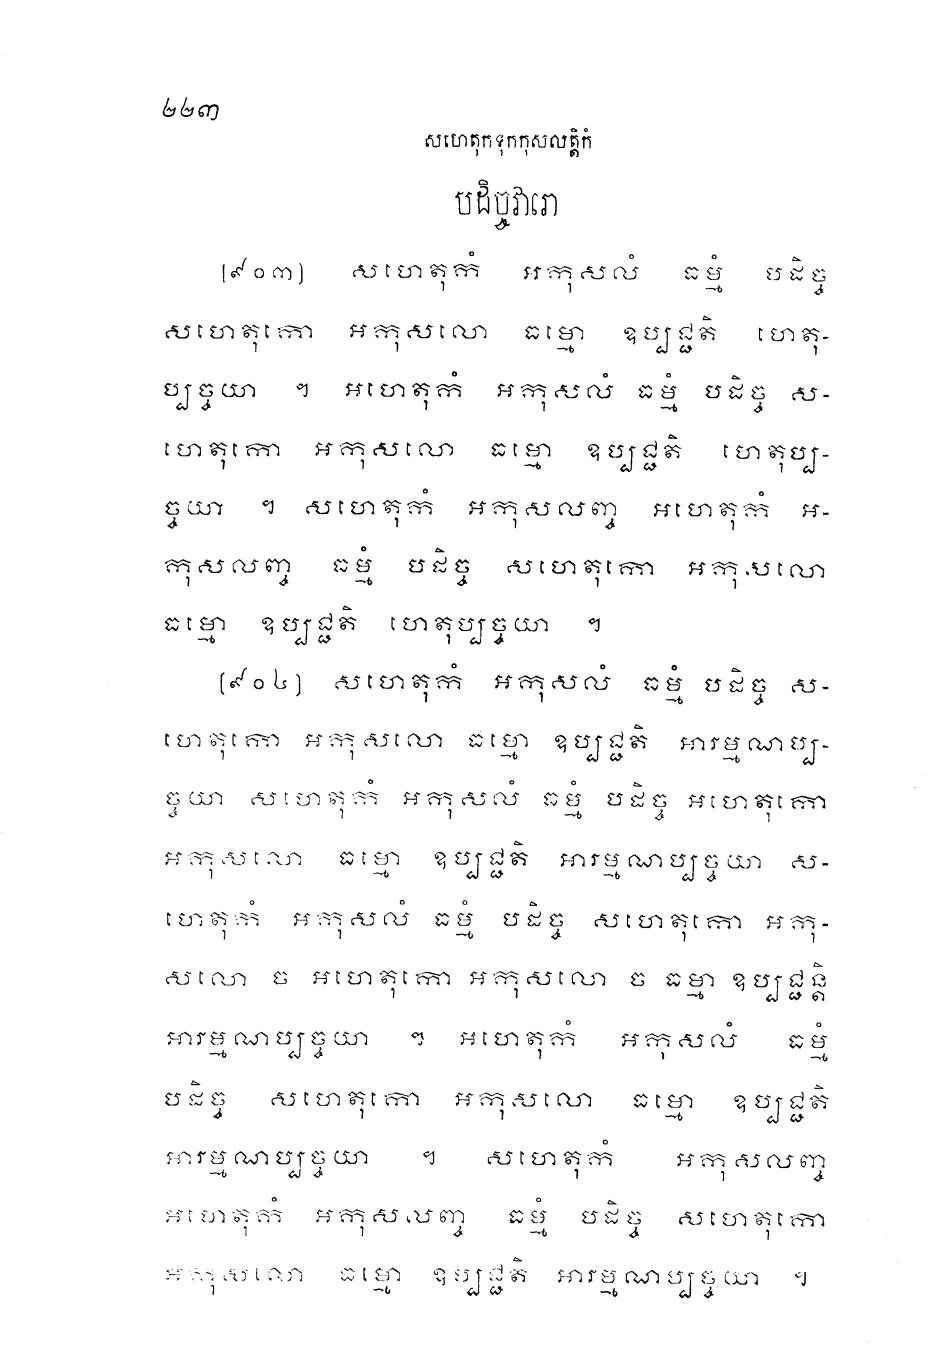 ២២៣
សហេតុកទុកកុសលត្តិកំ
បដិច្ចវារោ
(៩០៣) សហេតុកំ អកុសលំ ធម្មំ បដិច្ច
សហេតុកោ អកុសលោ ធម្មោ ឧប្បជ្ជតិ ហេតុ-
ប្បច្ចយា ។ អហេតុកំ អកុសលំ ធម្មំ បដិច្ច ស-
ហេតុកោ អកុសលោ ធម្មោ ឧប្បជ្ជតិ ហេតុប្ប-
ច្ចយា ។ សហេតុកំ អកុសលញ្ច អហេតុកំ អ-
កុសលញ្ច ធម្មំ បដិច្ច សហេតុកោ អកុសលោ
ធម្មោ ឧប្បជ្ជតិ ហេតុប្បច្ចយា ។
(៩០៤) សហេតុកំ អកុសលំ ធម្មំ បដិច្ច ស-
ហេតុកោ អកុសលោ ធម្មោ ឧប្បជ្ជតិ អារម្មណប្ប-
ច្ចយា សហេតុកំ អកុសលំ ធម្មំ បដិច្ច អហេតុកោ
អកុសលោ ធម្មោ ឧប្បជ្ជតិ អារម្មណប្បច្ចយា ស-
ហេតុកំ អកុសលំ ធម្មំ បដិច្ច សហេតុកោ អកុ-
សលោ ច អហេតុកោ អកុសលោ ច ធម្មា ឧប្បជ្ជន្តិ
អារម្មណប្បច្ចយា ។ អហេតុកំ អកុសលំ ធម្មំ
បដិច្ច សហេតុកោ អកុសលោ ធម្មោ ឧប្បជ្ជតិ
អារម្មណប្បច្ចយា ។ សហេតុកំ អកុសលញ្ច
អហេតុកំ អកុសលញ្ច ធម្មំ បដិច្ច សហេតុកោ
អកុសលោ ធម្មោ ឧប្បជ្ជតិ អារម្មណប្បច្ចយា ។